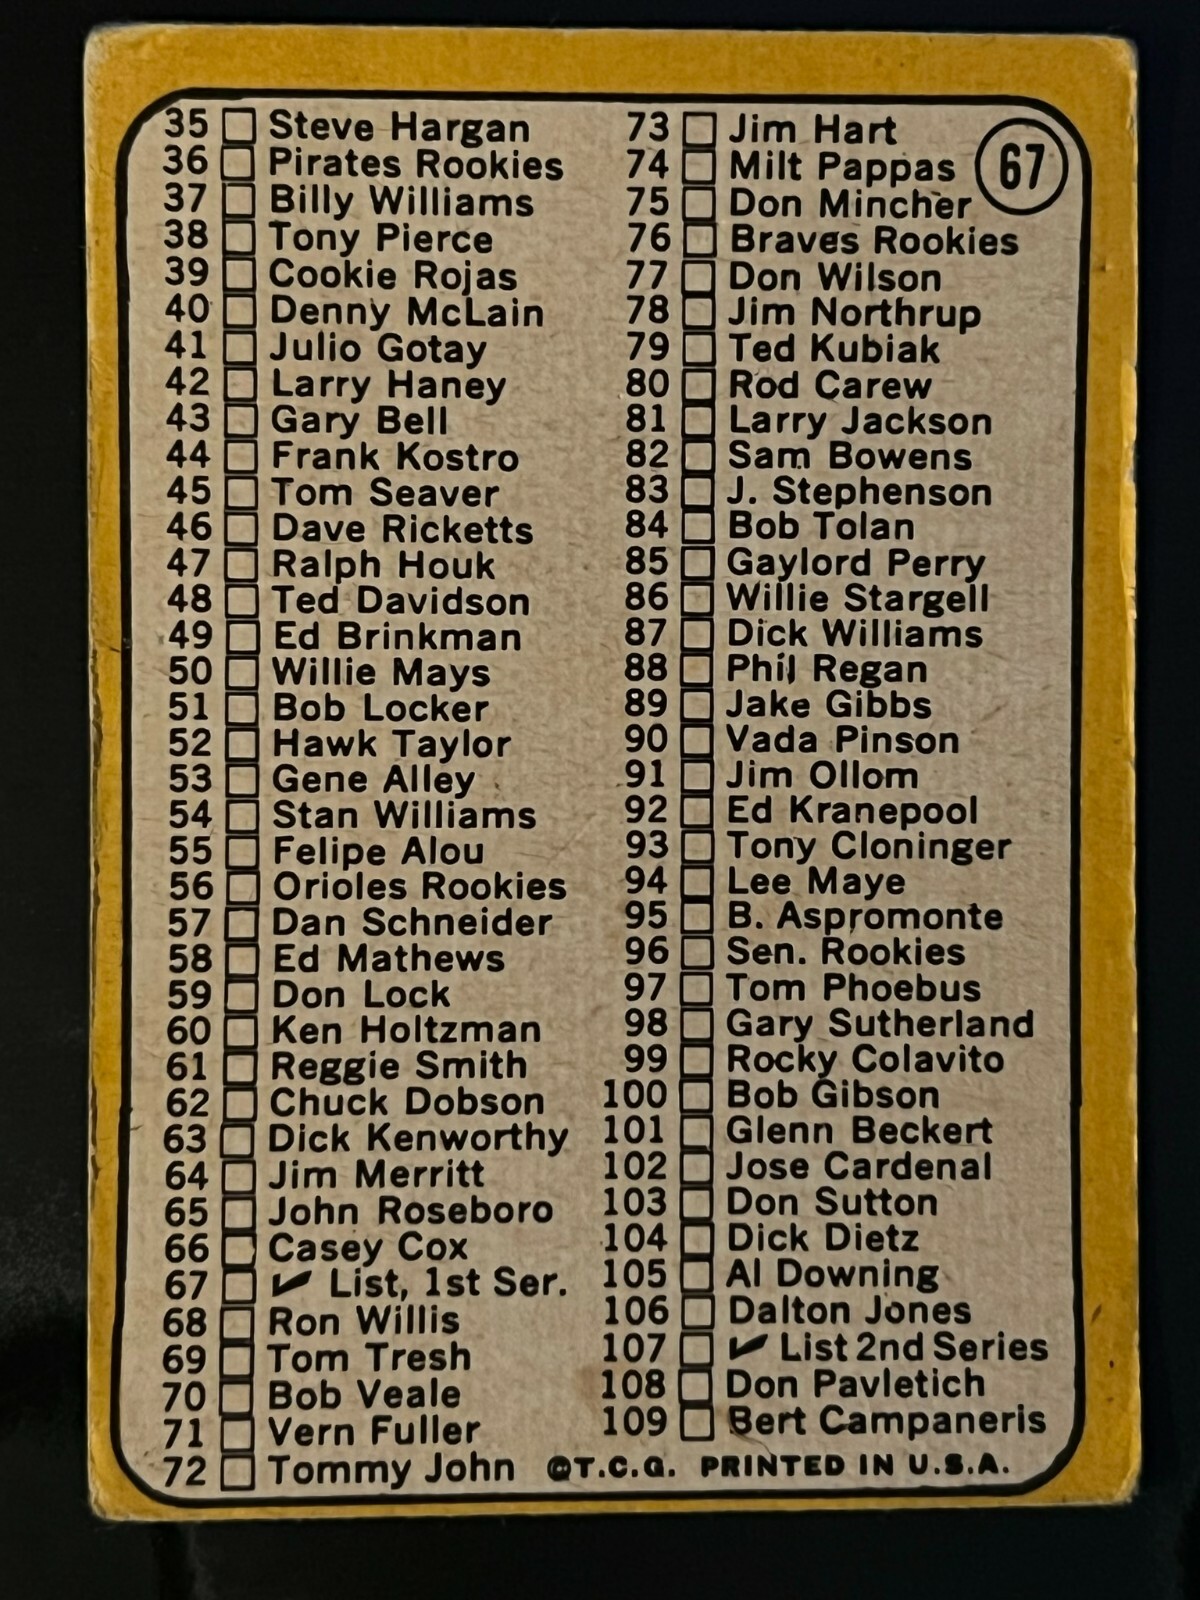 67
35 Steve Hargan
36 Pirates Rookies
37 Billy Williams
38 Tony Pierce
39 Cookie Rojas
40 Denny McLain
41 Julio Gotay
42 Larry Haney
43 Gary Bell
44 Frank Kostro
45 Tom Seaver
46 Dave Ricketts
47 Ralph Houk
48 Ted Davidson
49 Ed Brinkman
50 Willie Mays
51 Bob Locker
52 Hawk Taylor
53 Gene Alley
54 Stan Williams
55 Felipe Alou
56 Orioles Rookies
57 Dan Schneider
58 Ed Mathews
59 Don Lock
60 Ken Holtzman
61 Reggie Smith
62 Chuck Dobson
63 Dick Kenworthy
64 Jim Merritt
65 John Roseboro
66 Casey Cox
67 ✔ List, 1st Ser.
68 Ron Willis
69 Tom Tresh
70 Bob Veale
71 Vern Fuller
72 Tommy John
73 Jim Hart
74 Milt Pappas
75 Don Mincher
76 Braves Rookies
77 Don Wilson
78 Jim Northrup
79 Ted Kubiak
80 Rod Carew
81 Larry Jackson
82 Sam Bowens
83 J. Stephenson
84 Bob Tolan
85 Gaylord Perry
86 Willie Stargell
87 Dick Williams
88 Phil Regan
89 Jake Gibbs
90 Vada Pinson
91 Jim Ollom
92 Ed Kranepool
93 Tony Cloninger
94 Lee Maye
95 B. Aspromonte
96 Sen. Rookies
97 Tom Phoebus
98 Gary Sutherland
99 Rocky Colavito
100 Bob Gibson
101 Glenn Beckert
102 Jose Cardenal
103 Don Sutton
104 Dick Dietz
105 Al Downing
106 Dalton Jones
107 ✔ List 2nd Series
108 Don Pavletich
109 Bert Campaneris
©T.C.G. PRINTED IN U.S.A.